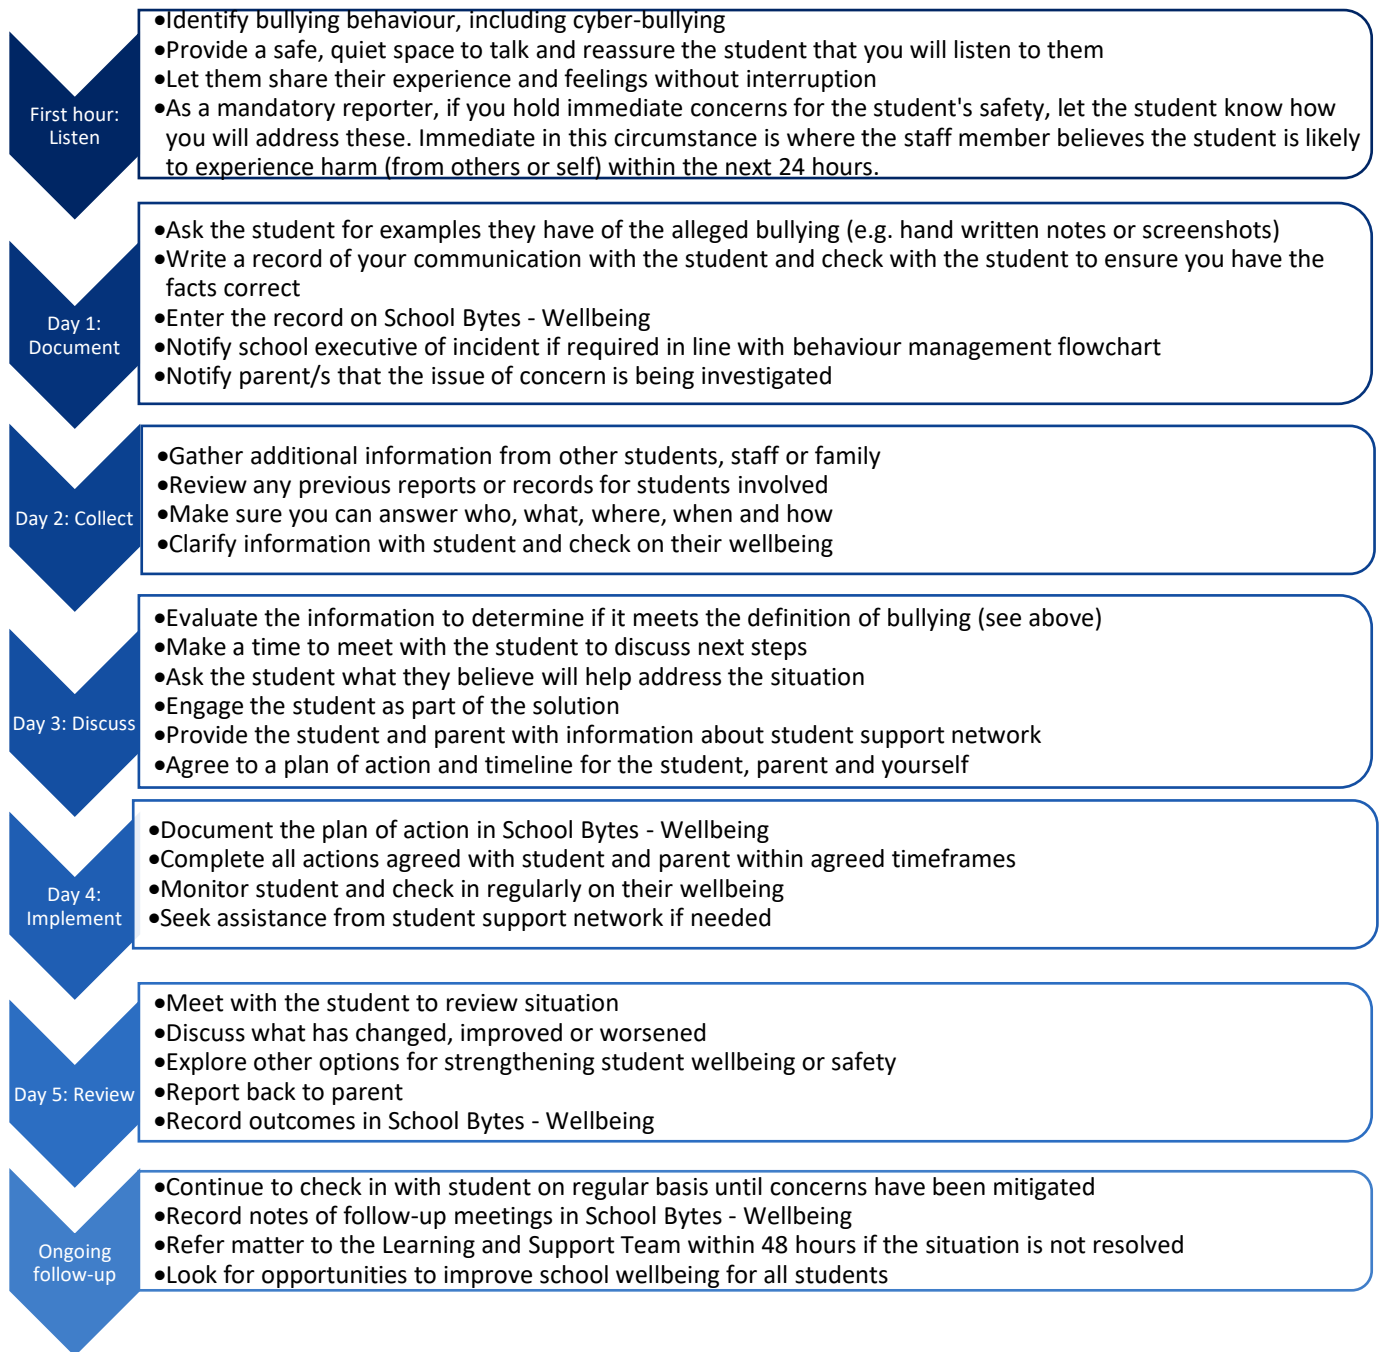 First hour:
Listen
•Identify bullying behaviour, including cyber-bullying
•Provide a safe, quiet space to talk and reassure the student that you will listen to them
•Let them share their experience and feelings without interruption
•As a mandatory reporter, if you hold immediate concerns for the student's safety, let the student know how
you will address these. Immediate in this circumstance is where the staff member believes the student is likely
to experience harm (from others or self) within the next 24 hours.
Day 1:
Document
•Ask the student for examples they have of the alleged bullying (e.g. hand written notes or screenshots)
•Write a record of your communication with the student and check with the student to ensure you have the
facts correct
•Enter the record on School Bytes - Wellbeing
•Notify school executive of incident if required in line with behaviour management flowchart
•Notify parent/s that the issue of concern is being investigated
Day 2: Collect
•Gather additional information from other students, staff or family
•Review any previous reports or records for students involved
•Make sure you can answer who, what, where, when and how
•Clarify information with student and check on their wellbeing
Day 3: Discuss
•Evaluate the information to determine if it meets the definition of bullying (see above)
•Make a time to meet with the student to discuss next steps
•Ask the student what they believe will help address the situation
•Engage the student as part of the solution
•Provide the student and parent with information about student support network
•Agree to a plan of action and timeline for the student, parent and yourself
Day 4:
Implement
•Document the plan of action in School Bytes - Wellbeing
•Complete all actions agreed with student and parent within agreed timeframes
•Monitor student and check in regularly on their wellbeing
•Seek assistance from student support network if needed
Day 5: Review
•Meet with the student to review situation
•Discuss what has changed, improved or worsened
•Explore other options for strengthening student wellbeing or safety
•Report back to parent
•Record outcomes in School Bytes - Wellbeing
Ongoing
follow-up
•Continue to check in with student on regular basis until concerns have been mitigated
•Record notes of follow-up meetings in School Bytes - Wellbeing
•Refer matter to the Learning and Support Team within 48 hours if the situation is not resolved
•Look for opportunities to improve school wellbeing for all students